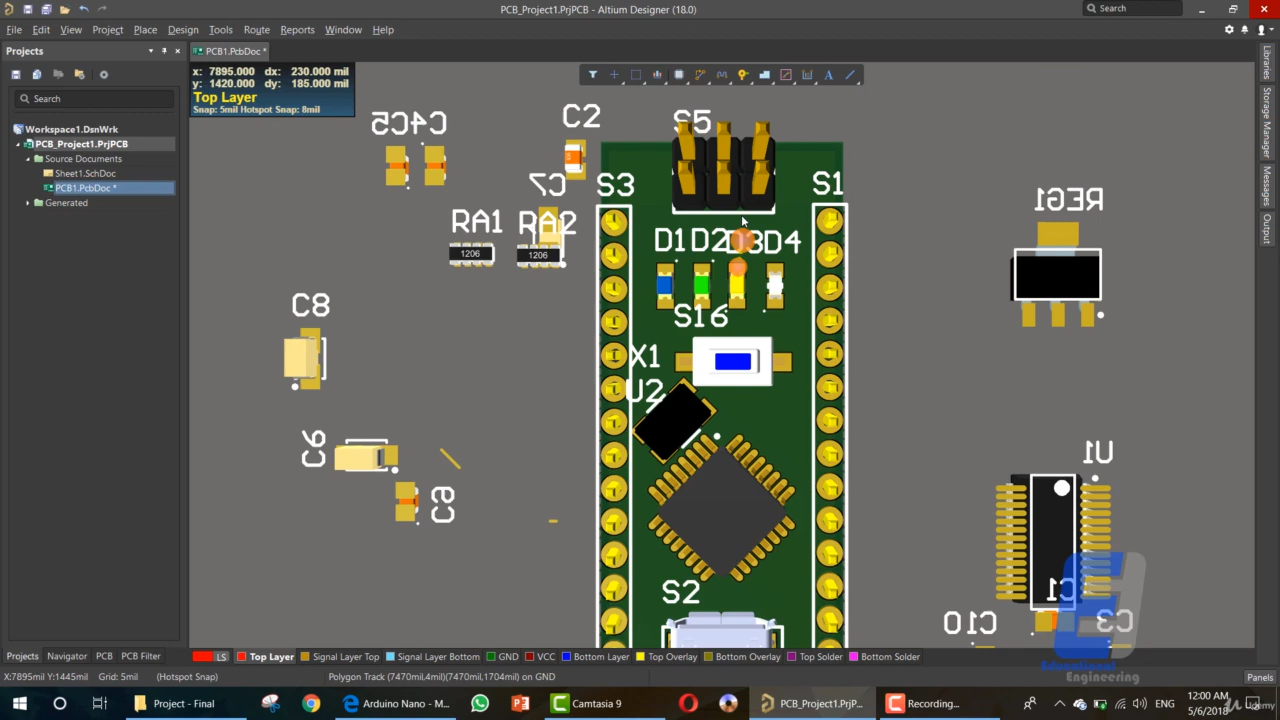 PCB_Project1.PrjPCB - Altium Designer (18.0)
Search
File Edit View Project Place Design Tools Route Reports Window Help
Projects
PCB1.PcbDoc *
x: 7895.000 dx: 230.000 mil
y: 1420.000 dy: 185.000 mil
Top Layer
Snap: 5mil Hotspot Snap: 8mil
Search
Workspace1.DsnWrk
PCB_Project1.PrjPCB
Source Documents
Sheet1.SchDoc
PCB1.PcbDoc *
Generated
Libraries
Storage Manager
Messages
Output
C4 C5
C2
S5
C7
S3
S1
REG1
RA1
RA2
D1 D2 D3 D4
1206
1206
C8
S16
X1
U2
C6
U1
C9
S2
C1
C10
C3
Educational
Engineering
Projects Navigator PCB PCB Filter
LS Top Layer Signal Layer Top Signal Layer Bottom GND VCC Bottom Layer Top Overlay Bottom Overlay Top Solder Bottom Solder
X:7895mil Y:1445mil Grid: 5mil (Hotspot Snap) Polygon Track (7470mil,4mil)(7470mil,1704mil) on GND
Panels
Project - Final
Arduino Nano - M...
Camtasia 9
PCB_Project1.PrjP...
Recording...
12:00 AM
5/6/2018
Udemy